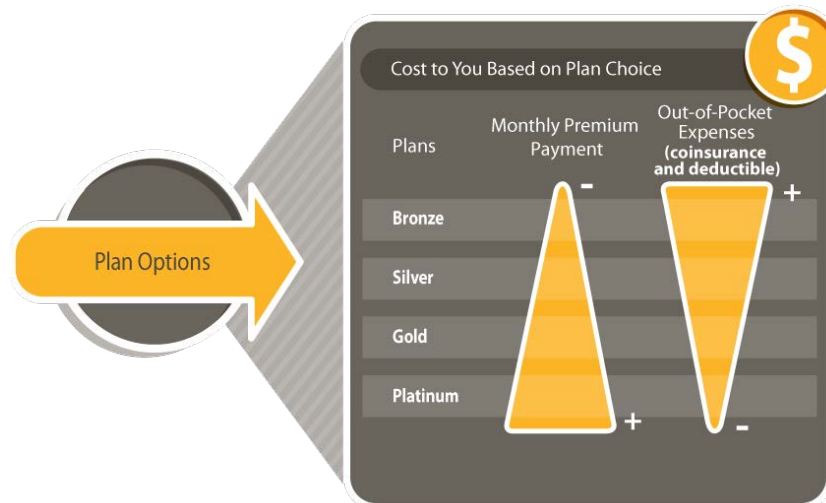 $
Cost to You Based on Plan Choice
Plans
Monthly Premium
Payment
Out-of-Pocket
Expenses
(coinsurance
and deductible)
- +
Bronze
Silver
Gold
Platinum
+ -
Plan Options